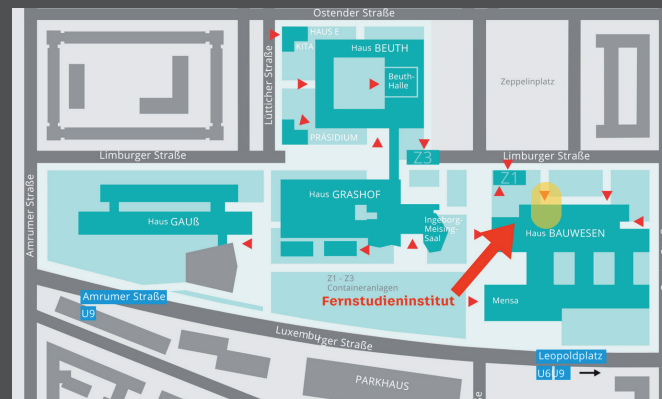 Ostender Straße
HAUS E
KITA
Haus BEUTH
Beuth-
Halle
Lütticher Straße
Zeppelinplatz
PRÄSIDIUM
Limburger Straße
Z3
Limburger Straße
Z1
Amrumer Straße
Haus GAUß
Haus GRASHOF
Ingeborg-
Meising-
Saal
Haus BAUWESEN
Z1 - Z3
Containeranlagen
Fernstudieninstitut
Mensa
Amrumer Straße
U9
Luxemburger Straße
Leopoldplatz
U6 U9
PARKHAUS